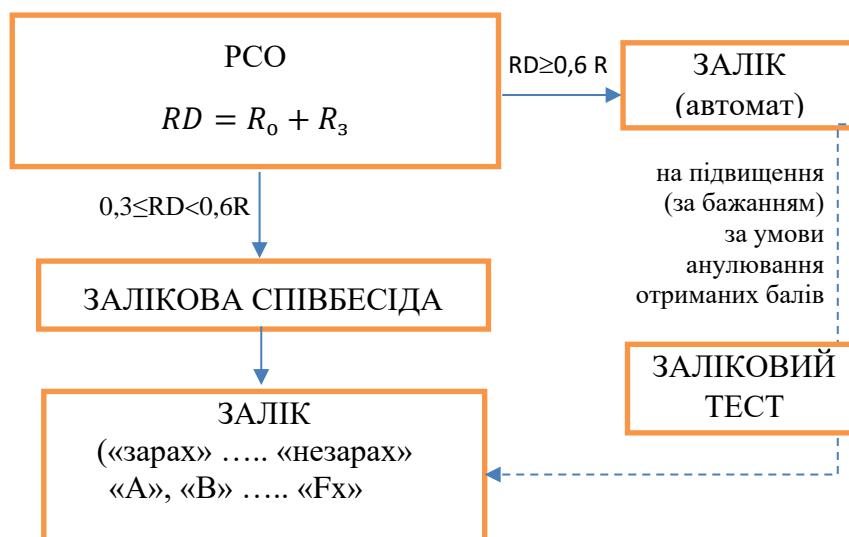 РСО
RD = Rо + Rз
RD≥0,6 R
ЗАЛІК
(автомат)
0,3≤RD<0,6R
на підвищення
(за бажанням)
за умови
анулювання
отриманих балів
ЗАЛІКОВА СПІВБЕСІДА
ЗАЛІКОВИЙ
ТЕСТ
ЗАЛІК
(«зарах» ….. «незарах»
«А», «В» ….. «Fx»